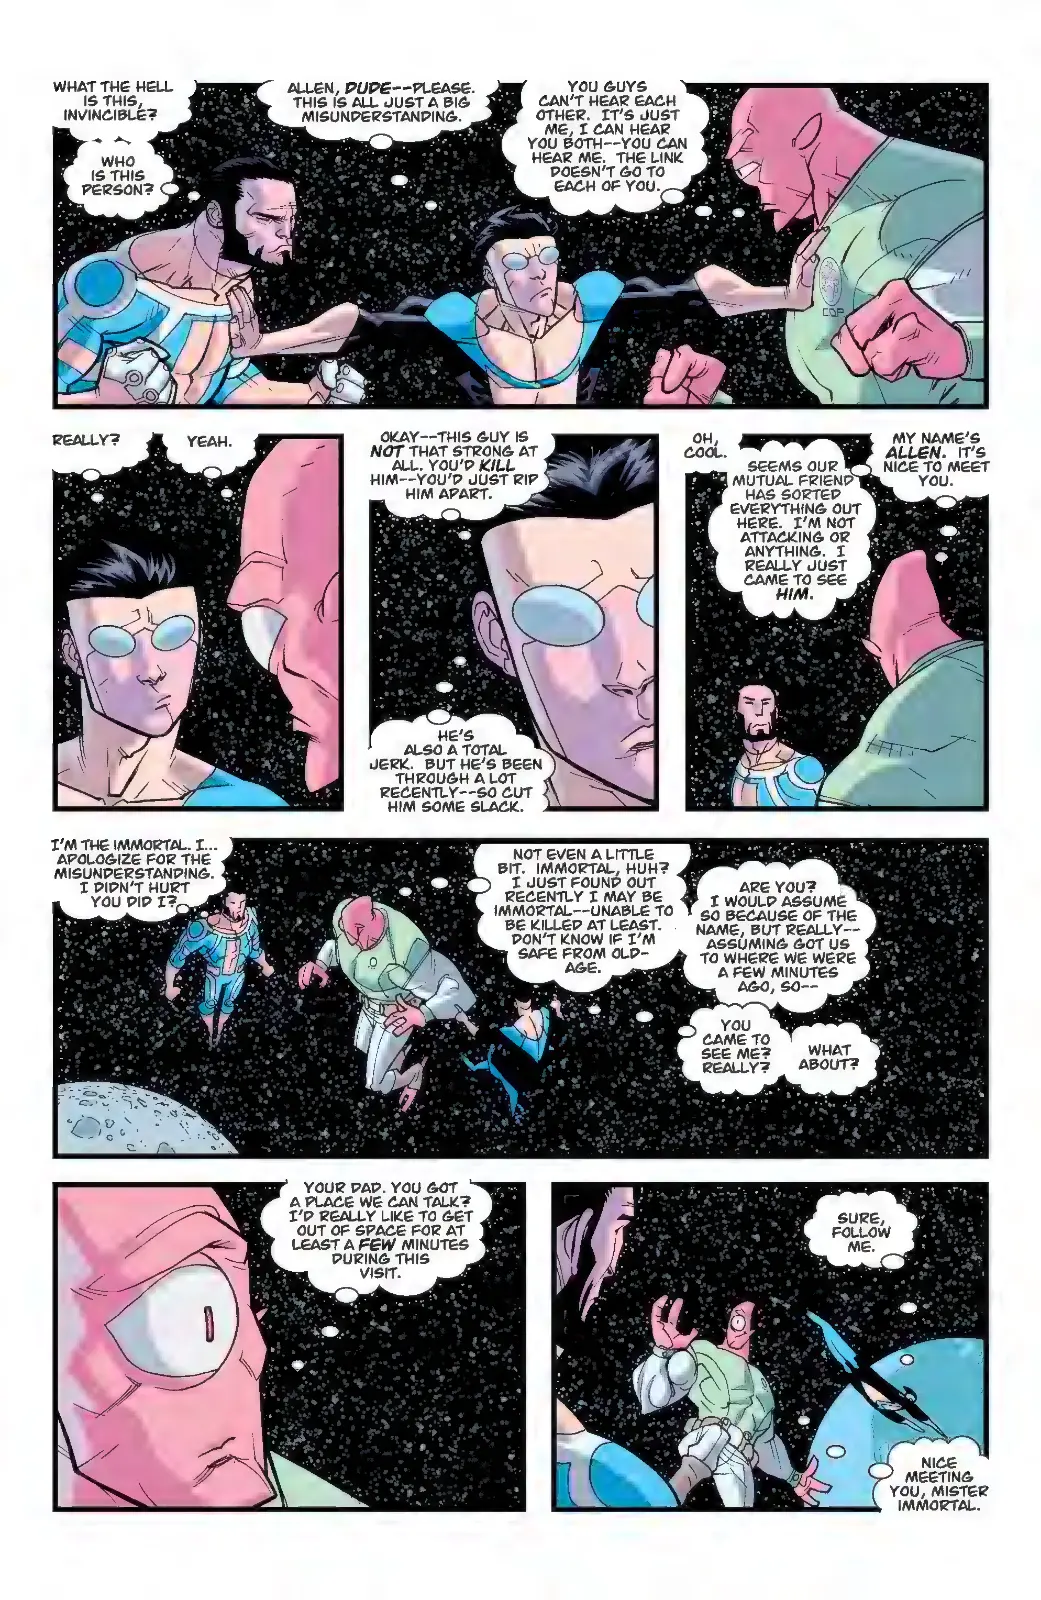 WHAT THE HELL
IS THIS,
INVINCIBLE?
WHO
IS THIS
PERSON?
ALLEN, DUDE--PLEASE.
THIS IS ALL JUST A BIG
MISUNDERSTANDING.
YOU GUYS
CAN'T HEAR EACH
OTHER. IT'S JUST
ME, I CAN HEAR
YOU BOTH--YOU CAN
HEAR ME. THE LINK
DOESN'T GO TO
EACH OF YOU.
COP
REALLY?
YEAH.
OKAY--THIS GUY IS
NOT THAT STRONG AT
ALL. YOU'D KILL
HIM--YOU'D JUST RIP
HIM APART.
HE'S
ALSO A TOTAL
JERK. BUT HE'S BEEN
THROUGH A LOT
RECENTLY--SO CUT
HIM SOME SLACK.
OH,
COOL.
SEEMS OUR
MUTUAL FRIEND
HAS SORTED
EVERYTHING OUT
HERE. I'M NOT
ATTACKING OR
ANYTHING. I
REALLY JUST
CAME TO SEE
HIM.
MY NAME'S
ALLEN. IT'S
NICE TO MEET
YOU.
I'M THE IMMORTAL. I...
APOLOGIZE FOR THE
MISUNDERSTANDING.
I DIDN'T HURT
YOU DID I?
NOT EVEN A LITTLE
BIT. IMMORTAL, HUH?
I JUST FOUND OUT
RECENTLY I MAY BE
IMMORTAL--UNABLE TO
BE KILLED AT LEAST.
DON'T KNOW IF I'M
SAFE FROM OLD-
AGE.
ARE YOU?
I WOULD ASSUME
SO BECAUSE OF THE
NAME, BUT REALLY--
ASSUMING GOT US
TO WHERE WE WERE
A FEW MINUTES
AGO, SO--
YOU
CAME TO
SEE ME?
REALLY?
WHAT
ABOUT?
YOUR DAD. YOU GOT
A PLACE WE CAN TALK?
I'D REALLY LIKE TO GET
OUT OF SPACE FOR AT
LEAST A FEW MINUTES
DURING THIS
VISIT.
SURE,
FOLLOW
ME.
NICE
MEETING
YOU, MISTER
IMMORTAL.